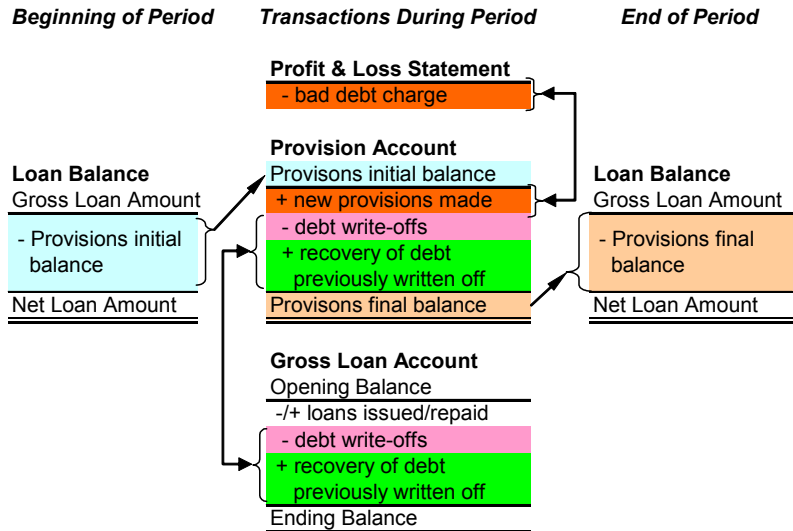 Beginning of Period
Transactions During Period
End of Period
Profit & Loss Statement
- bad debt charge
Provision Account
Provisons initial balance
+ new provisions made
- debt write-offs
+ recovery of debt
previously written off
Provisons final balance
Loan Balance
Gross Loan Amount
- Provisions initial
balance
Net Loan Amount
Loan Balance
Gross Loan Amount
- Provisions final
balance
Net Loan Amount
Gross Loan Account
Opening Balance
-/+ loans issued/repaid
- debt write-offs
+ recovery of debt
previously written off
Ending Balance